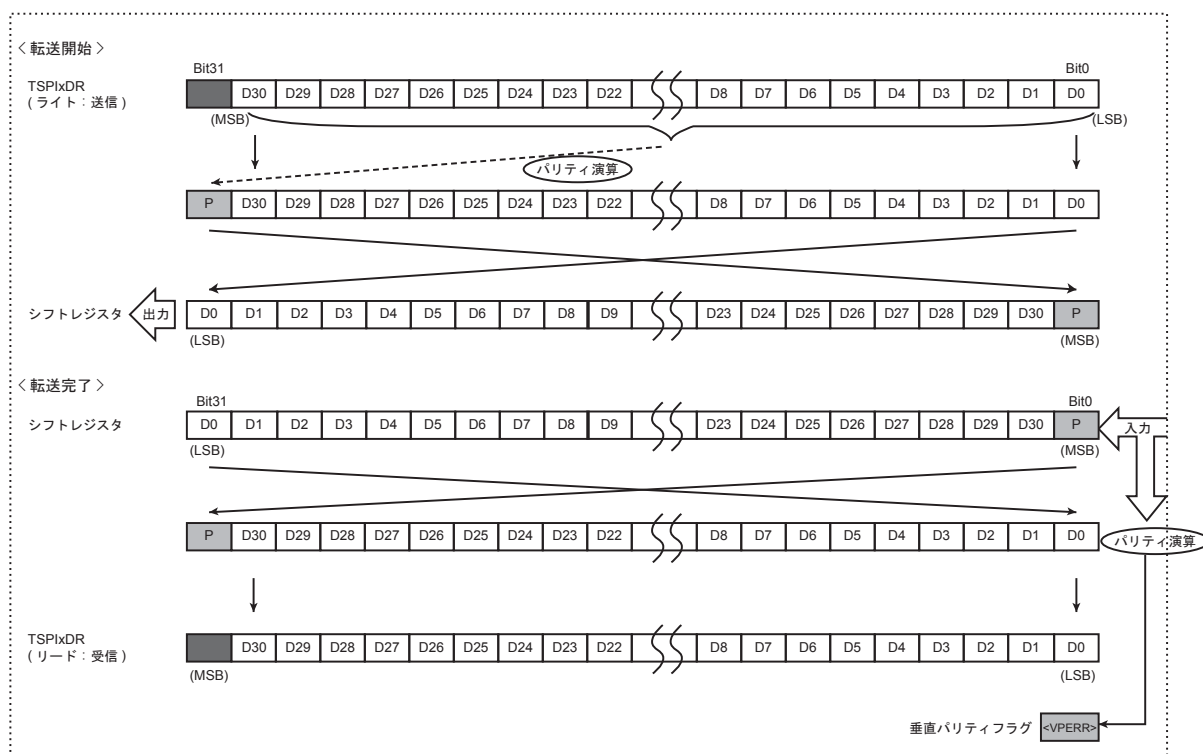 < 転送開始 >
Bit31 Bit0
TSPIxDR
( ライト：送信 )
D30 D29 D28 D27 D26 D25 D24 D23 D22 D8 D7 D6 D5 D4 D3 D2 D1 D0
(MSB) (LSB)
パリティ演算
P D30 D29 D28 D27 D26 D25 D24 D23 D22 D8 D7 D6 D5 D4 D3 D2 D1 D0
シフトレジスタ 出力 D0 D1 D2 D3 D4 D5 D6 D7 D8 D9 D23 D24 D25 D26 D27 D28 D29 D30 P
(LSB) (MSB)
< 転送完了 >
Bit31 Bit0
シフトレジスタ D0 D1 D2 D3 D4 D5 D6 D7 D8 D9 D23 D24 D25 D26 D27 D28 D29 D30 P 入力
(LSB) (MSB)
P D30 D29 D28 D27 D26 D25 D24 D23 D22 D8 D7 D6 D5 D4 D3 D2 D1 D0 パリティ演算
TSPIxDR
( リード：受信 )
D30 D29 D28 D27 D26 D25 D24 D23 D22 D8 D7 D6 D5 D4 D3 D2 D1 D0
(MSB) (LSB)
垂直パリティフラグ <VPERR>